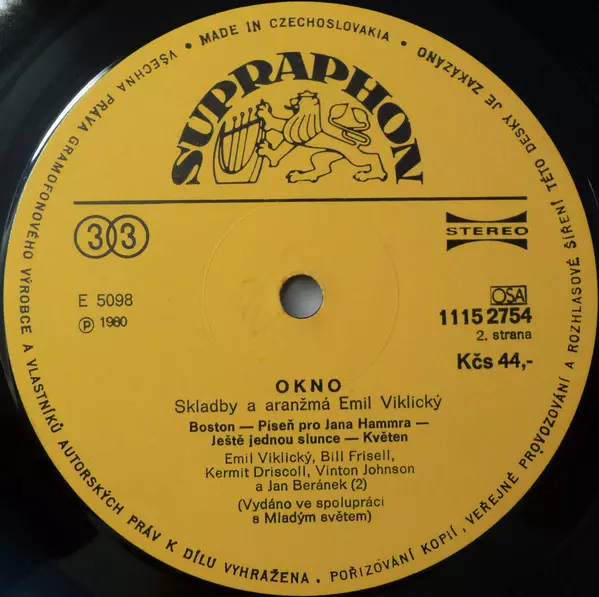 VŠECHNA PRÁVA GRAMOFONOVÉHO VÝROBCE A VLASTNÍKŮ AUTORSKÝCH PRÁV K DÍLU VYHRAŽENA. POŘIZOVÁNÍ KOPIÍ, VEŘEJNÉ PROVOZOVÁNÍ A ROZHLASOVÉ ŠÍŘENÍ TÉTO DESKY JE ZAKÁZÁNO
• MADE IN CZECHOSLOVAKIA •
SUPRAPHON
33
STEREO
E 5098
Ⓟ 1980
OSA
1115 2754
2. strana
Kčs 44,-
OKNO
Skladby a aranžmá Emil Viklický
Boston — Píseň pro Jana Hammra —
Ještě jednou slunce — Květen
Emil Viklický, Bill Frisell,
Kermit Driscoll, Vinton Johnson
a Jan Beránek (2)
(Vydáno ve spolupráci
s Mladým světem)